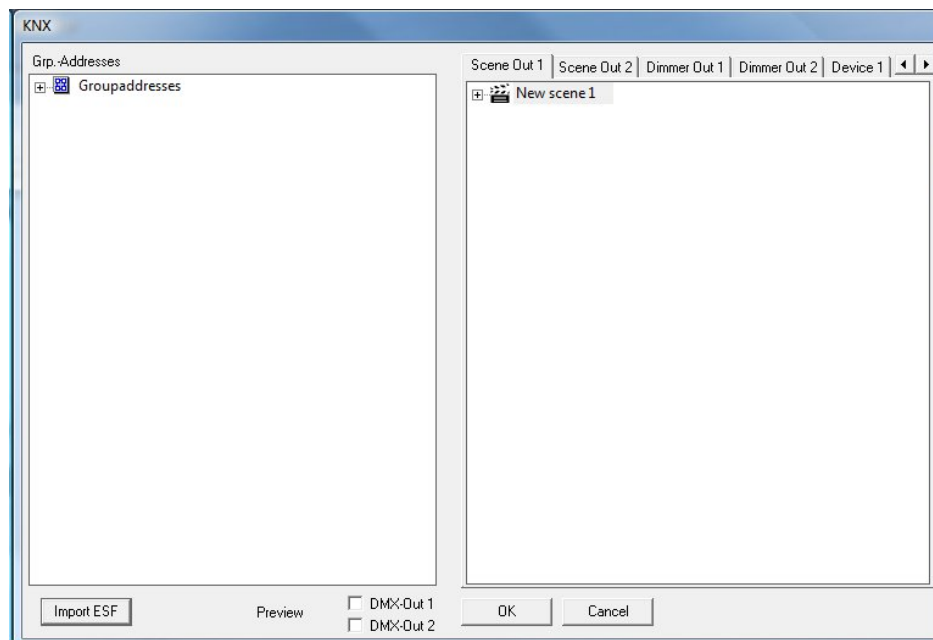 KNX
Grp.-Addresses
Groupaddresses
Scene Out 1 Scene Out 2 Dimmer Out 1 Dimmer Out 2 Device 1
New scene 1
Import ESF
Preview
DMX-Out 1
DMX-Out 2
OK Cancel